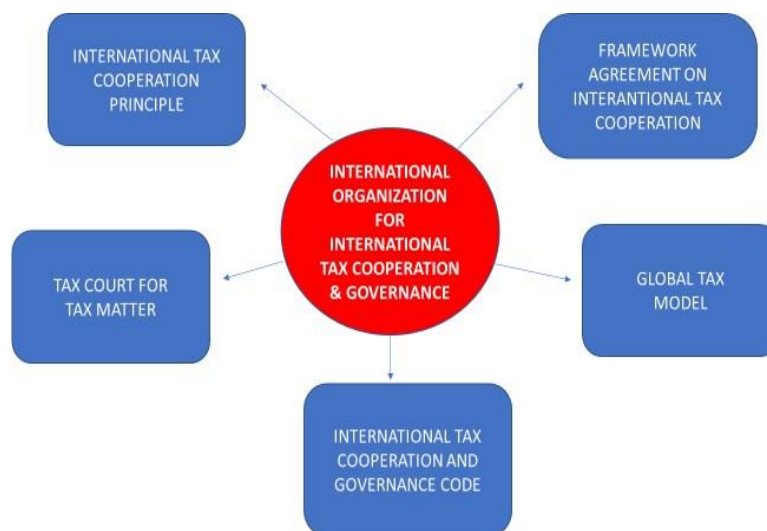 INTERNATIONAL TAX
COOPERATION
PRINCIPLE
FRAMEWORK
AGREEMENT ON
INTERANTIONAL TAX
COOPERATION
INTERNATIONAL
ORGANIZATION
FOR
INTERNATIONAL
TAX COOPERATION
& GOVERNANCE
TAX COURT FOR
TAX MATTER
GLOBAL TAX
MODEL
INTERNATIONAL TAX
COOPERATION AND
GOVERNANCE CODE